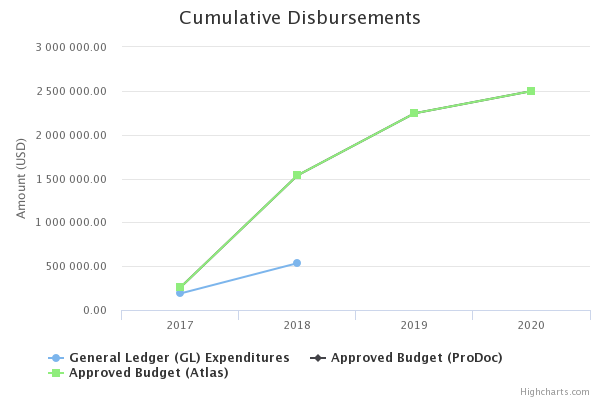 Cumulative Disbursements
3 000 000.00
2 500 000.00
2 000 000.00
1 500 000.00
1 000 000.00
500 000.00
0.00
Amount (USD)
2017 2018 2019 2020
General Ledger (GL) Expenditures Approved Budget (ProDoc)
Approved Budget (Atlas)
Highcharts.com